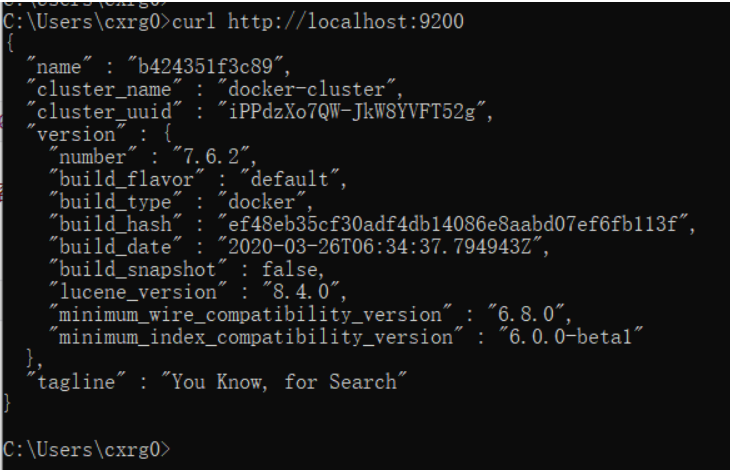 C:\Users\cxrg0>curl http://localhost:9200
{
  "name" : "b424351f3c89",
  "cluster_name" : "docker-cluster",
  "cluster_uuid" : "iPPdzXo7QW-JkW8YVFT52g",
  "version" : {
    "number" : "7.6.2",
    "build_flavor" : "default",
    "build_type" : "docker",
    "build_hash" : "ef48eb35cf30adf4db14086e8aabd07ef6fb113f",
    "build_date" : "2020-03-26T06:34:37.794943Z",
    "build_snapshot" : false,
    "lucene_version" : "8.4.0",
    "minimum_wire_compatibility_version" : "6.8.0",
    "minimum_index_compatibility_version" : "6.0.0-beta1"
  },
  "tagline" : "You Know, for Search"
}
C:\Users\cxrg0>